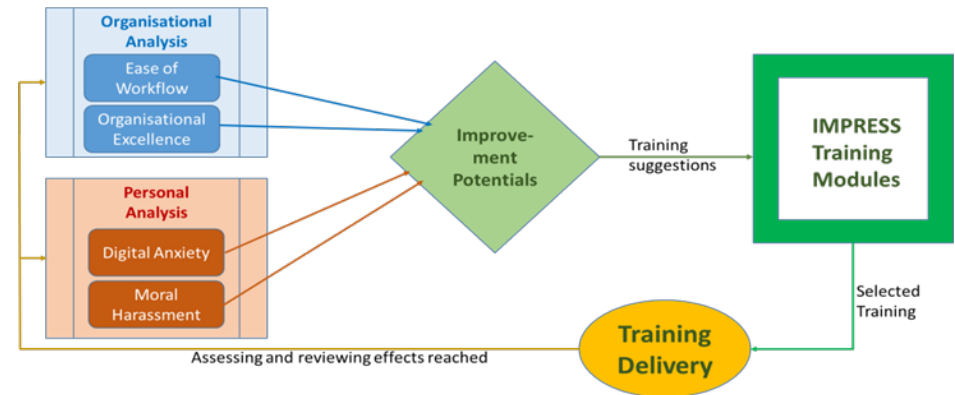 Organisational
Analysis
Ease of
Workflow
Organisational
Excellence
Personal
Analysis
Digital Anxiety
Moral
Harassment
Improve-
ment
Potentials
Training
suggestions
IMPRESS
Training
Modules
Selected
Training
Training
Delivery
Assessing and reviewing effects reached